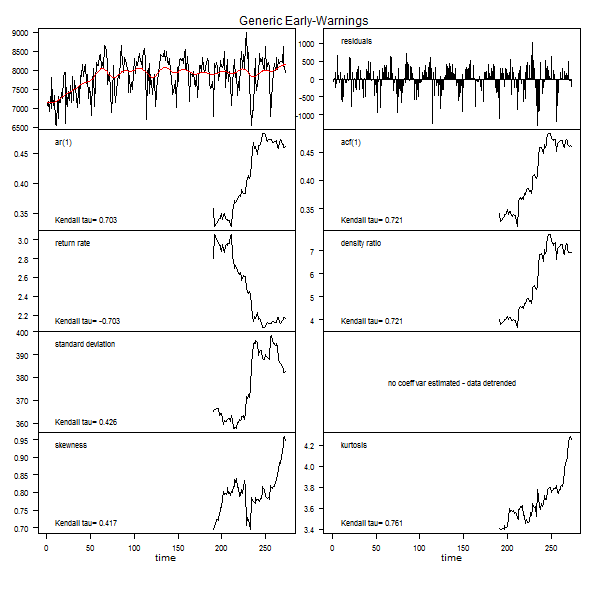 Generic Early-Warnings
9000
8500
8000
7500
7000
6500
residuals
1000
500
0
-500
-1000
ar(1)
0.45
0.40
0.35
Kendall tau= 0.703
acf(1)
0.45
0.40
0.35
Kendall tau= 0.721
return rate
3.0
2.8
2.6
2.4
2.2
Kendall tau= -0.703
density ratio
7
6
5
4
Kendall tau= 0.721
standard deviation
400
390
380
370
360
Kendall tau= 0.426
no coeff var estimated - data detrended
skewness
0.95
0.90
0.85
0.80
0.75
0.70
Kendall tau= 0.417
kurtosis
4.2
4.0
3.8
3.6
3.4
Kendall tau= 0.761
0 50 100 150 200 250
time
0 50 100 150 200 250
time